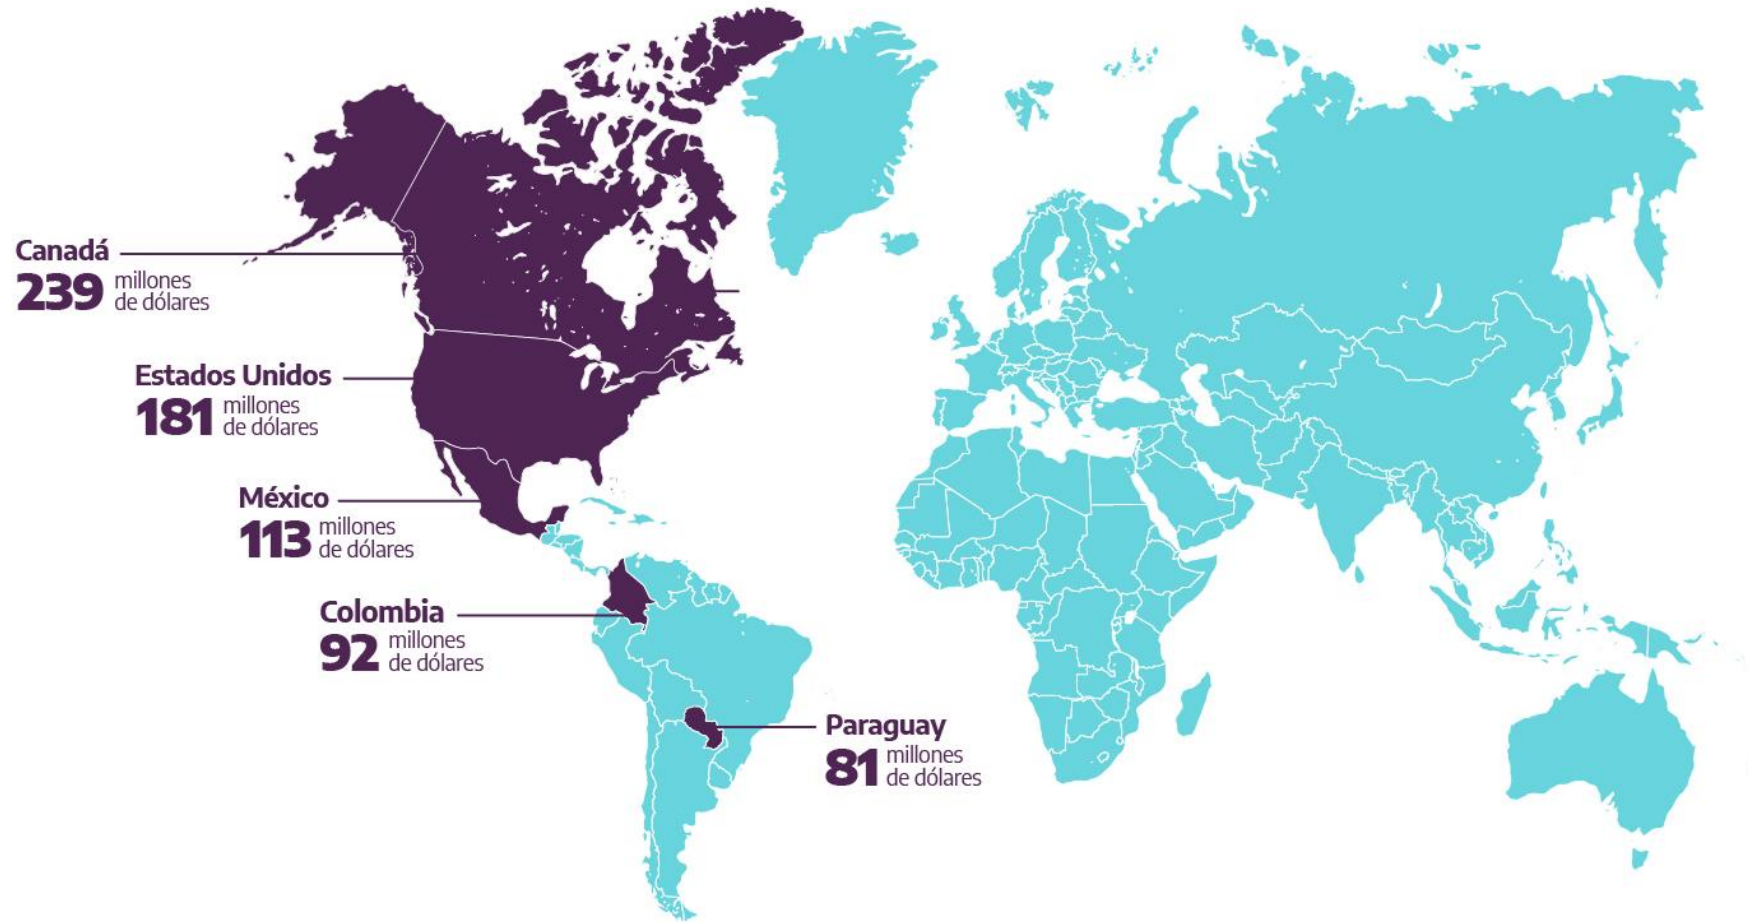 Canadá
239 millones
de dólares
Estados Unidos
181 millones
de dólares
México
113 millones
de dólares
Colombia
92 millones
de dólares
Paraguay
81 millones
de dólares